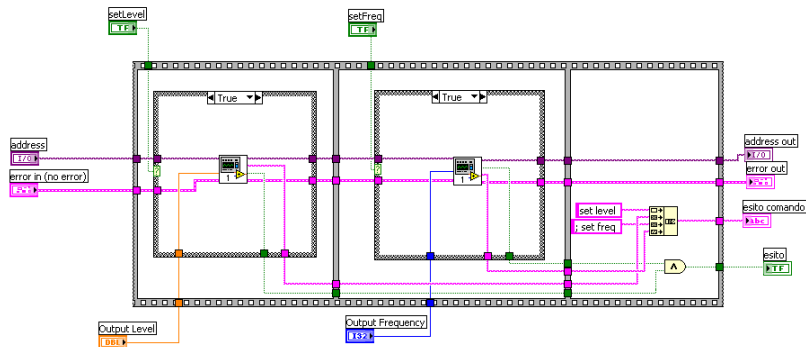 setLevel
TF
setFreq
TF
True
True
address
I/O
error in (no error)
1
1
address out
I/O
error out
set level
; set freq
esito comando
abc
esito
TF
Output Level
DBL
Output Frequency
I32